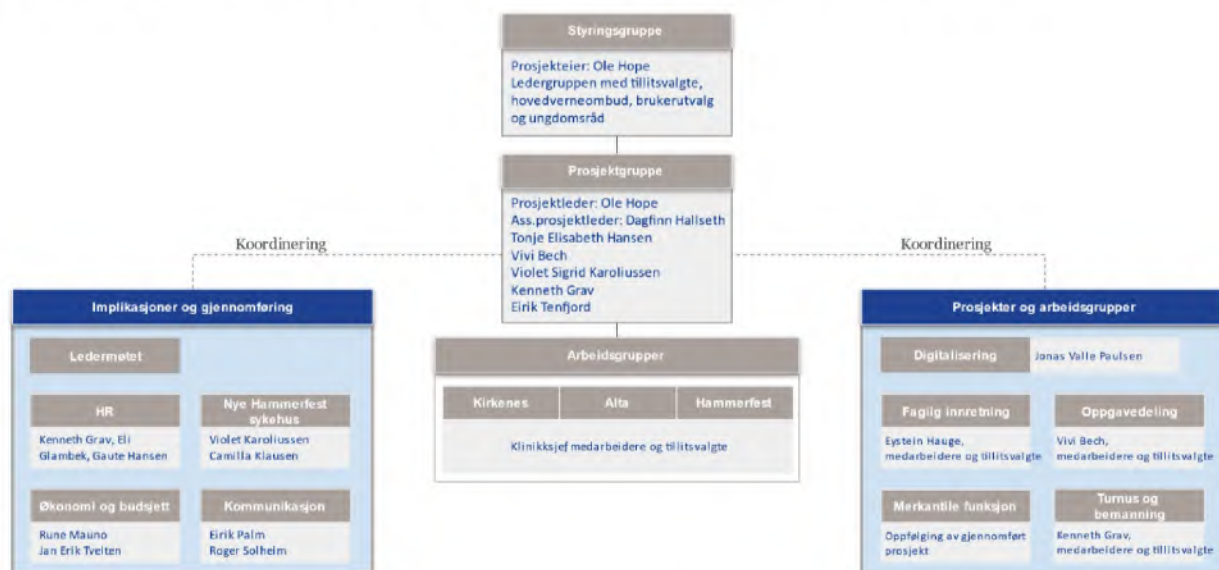 Styringsgruppe
Prosjekteier: Ole Hope
Ledergruppen med tillitsvalgte,
hovedverneombud, brukerutvalg
og ungdomsråd
Prosjektgruppe
Prosjektleder: Ole Hope
Ass.prosjektleder: Dagfinn Hallseth
Tonje Elisabeth Hansen
Vivi Bech
Violet Sigrid Karoliussen
Kenneth Grav
Eirik Tenfjord
Koordinering
Koordinering
Implikasjoner og gjennomføring
Ledermøtet
HR
Kenneth Grav, Eli
Glambek, Gaute Hansen
Nye Hammerfest
sykehus
Violet Karoliussen
Camilla Klausen
Økonomi og budsjett
Rune Mauno
Jan Erik Tveiten
Kommunikasjon
Eirik Palm
Roger Solheim
Arbeidsgrupper
Kirkenes
Alta
Hammerfest
Klinikksjef medarbeidere og tillitsvalgte
Prosjekter og arbeidsgrupper
Digitalisering
Jonas Valle Paulsen
Faglig innretning
Eystein Hauge,
medarbeidere og tillitsvalgte
Oppgavedeling
Vivi Bech,
medarbeidere og tillitsvalgte
Merkantile funksjon
Oppfølging av gjennomført
prosjekt
Turnus og
bemanning
Kenneth Grav,
medarbeidere og tillitsvalgte